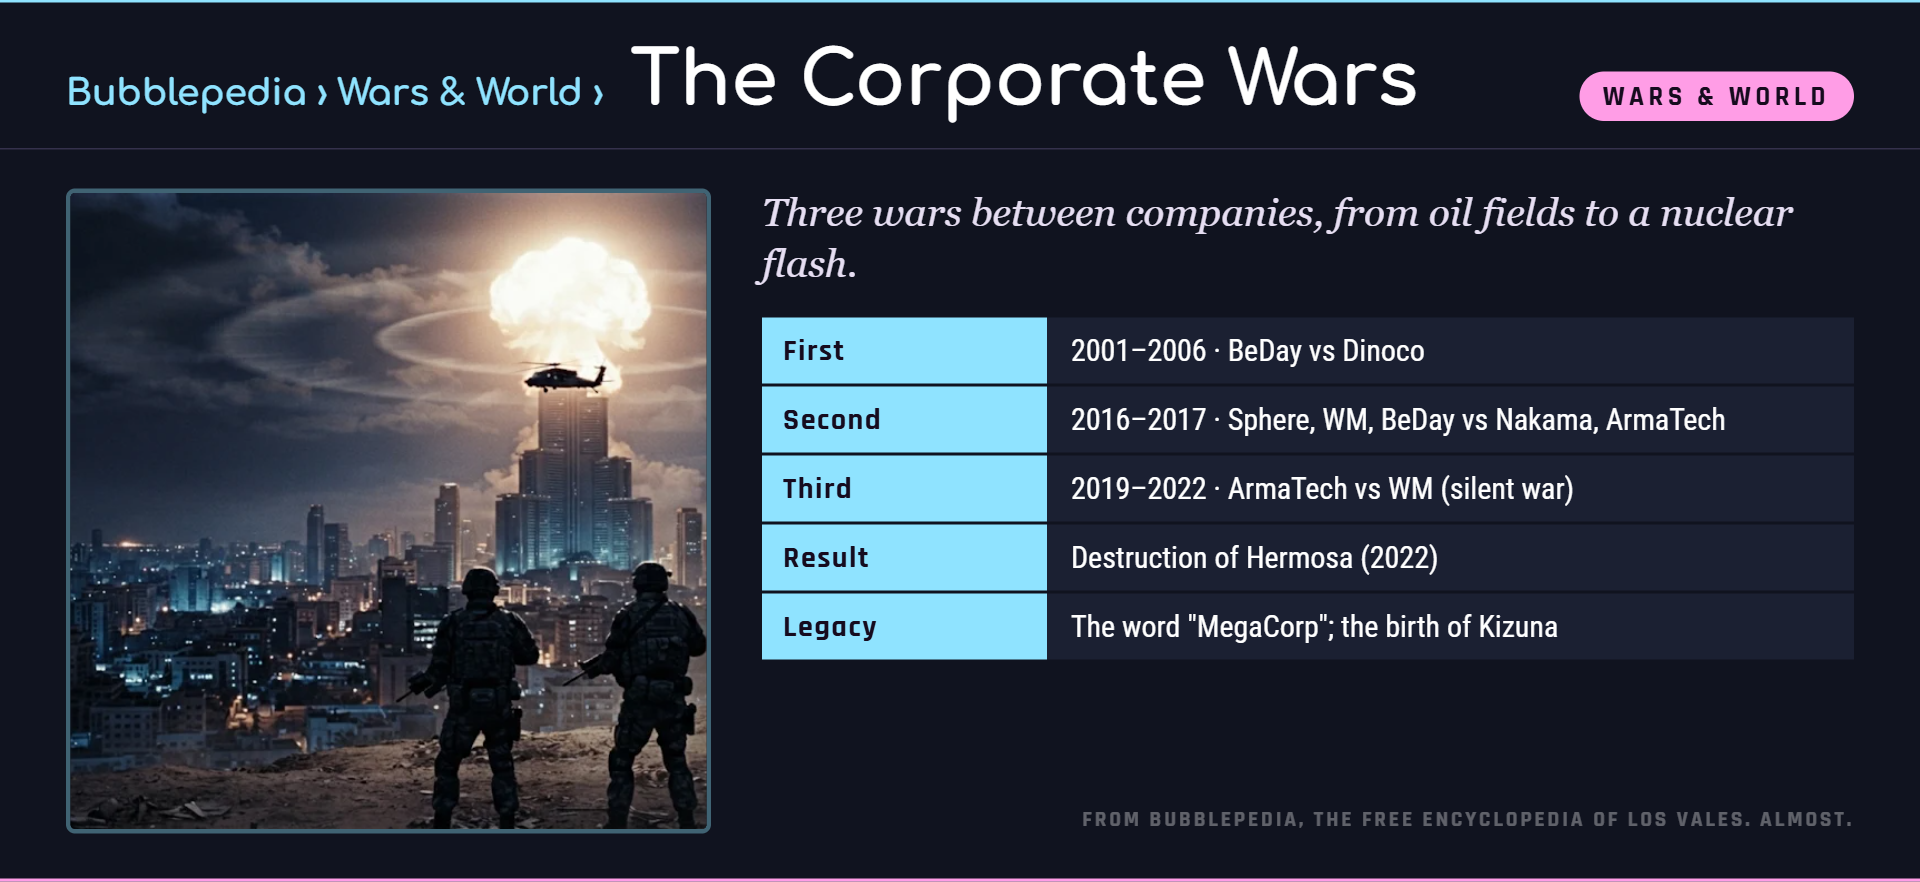 Bubblepedia › Wars & World › The Corporate Wars
WARS & WORLD
Three wars between companies, from oil fields to a nuclear
flash.
First 2001–2006 · BeDay vs Dinoco
Second 2016–2017 · Sphere, WM, BeDay vs Nakama, ArmaTech
Third 2019–2022 · ArmaTech vs WM (silent war)
Result Destruction of Hermosa (2022)
Legacy The word "MegaCorp"; the birth of Kizuna
FROM BUBBLEPEDIA, THE FREE ENCYCLOPEDIA OF LOS VALES. ALMOST.